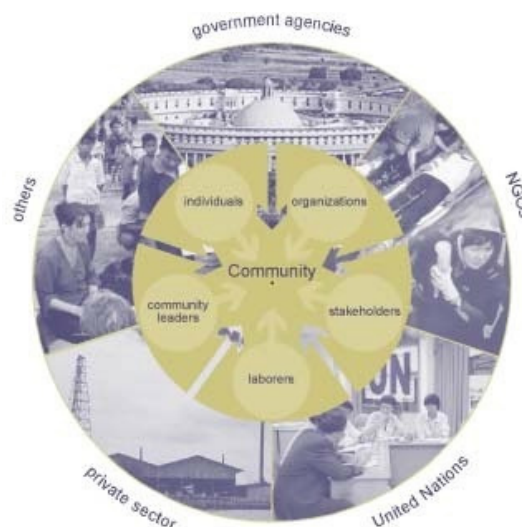 government agencies
others
NGOs
individuals
organizations
Community
community
leaders
stakeholders
laborers
UN
private sector
United Nations